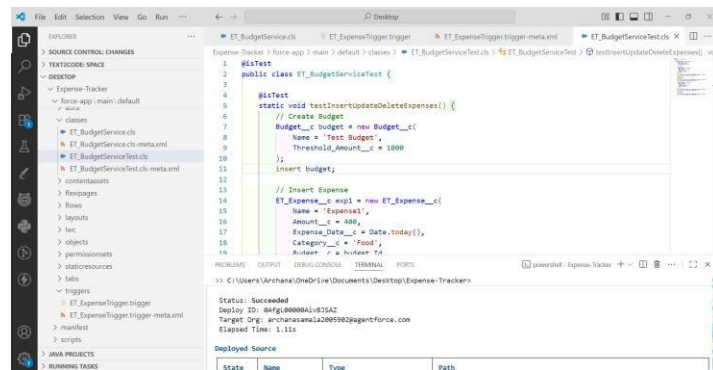 File Edit Selection View Go Run ...
Desktop
EXPLORER
SOURCE CONTROL: CHANGES
TEXT2CODE: SPACE
DESKTOP
Expense-Tracker
force-app\main\default
aura
classes
ET_BudgetService.cls
ET_BudgetService.cls-meta.xml
ET_BudgetServiceTest.cls
ET_BudgetServiceTest.cls-meta.xml
contentassets
flexipages
flows
layouts
lwc
objects
permissionsets
staticresources
tabs
triggers
ET_ExpenseTrigger.trigger
ET_ExpenseTrigger.trigger-meta.xml
manifest
scripts
JAVA PROJECTS
RUNNING TASKS
ET_BudgetService.cls ET_ExpenseTrigger.trigger ET_ExpenseTrigger.trigger-meta.xml ET_BudgetServiceTest.cls
Expense-Tracker > force-app > main > default > classes > ET_BudgetServiceTest.cls > ET_BudgetServiceTest > testInsertUpdateDeleteExpenses()
1 @isTest
2 public class ET_BudgetServiceTest {
3
4 @isTest
5 static void testInsertUpdateDeleteExpenses() {
6 // Create Budget
7 Budget__c budget = new Budget__c(
8 Name = 'Test Budget',
9 Threshold_Amount__c = 1000
10 );
11 insert budget;
12
13 // Insert Expense
14 ET_Expense__c exp1 = new ET_Expense__c(
15 Name = 'Expense1',
16 Amount__c = 400,
17 Expense_Date__c = Date.today(),
18 Category__c = 'Food',
19 Budget__c = budget.Id
PROBLEMS OUTPUT DEBUG CONSOLE TERMINAL PORTS powershell - Expense-Tracker
>> C:\Users\Archana\OneDrive\Documents\Desktop\Expense-Tracker>
Status: Succeeded
Target Org: archanasamala2005902@agentforce.com
Elapsed Time: 1.11s
Deployed Source
State Name Type Path